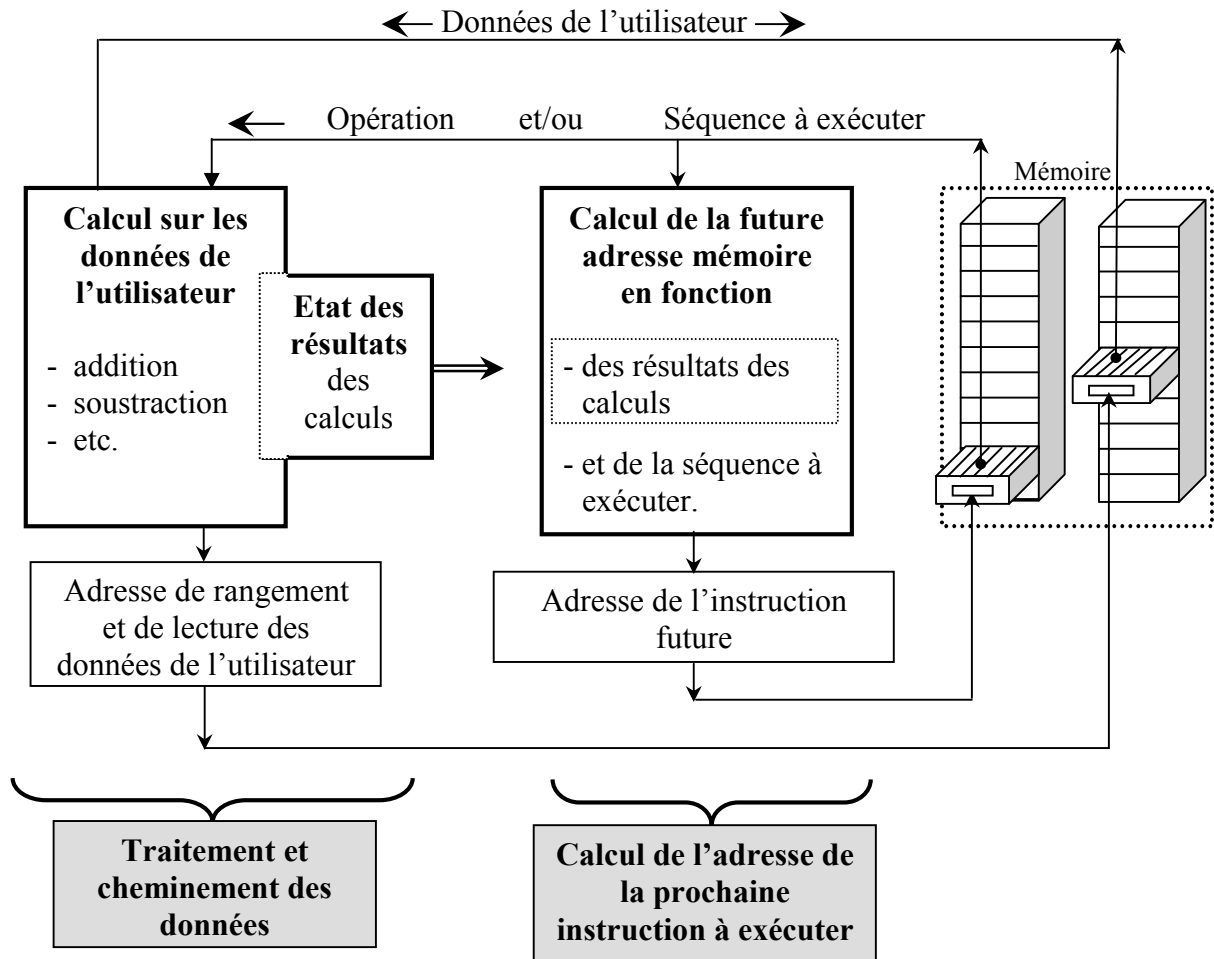 Données de l’utilisateur
Opération et/ou Séquence à exécuter
Mémoire
Calcul sur les
données de
l’utilisateur
- addition
- soustraction
- etc.
Etat des
résultats
des
calculs
Calcul de la future
adresse mémoire
en fonction
- des résultats des
calculs
- et de la séquence à
exécuter.
Adresse de rangement
et de lecture des
données de l’utilisateur
Adresse de l’instruction
future
Traitement et
cheminement des
données
Calcul de l’adresse de
la prochaine
instruction à exécuter